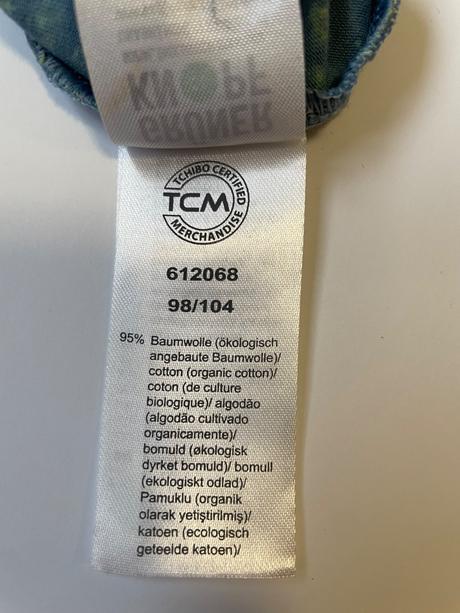 GRÜNER
KNOPF
TCHIBO CERTIFIED
TCM
MERCHANDISE
612068
98/104
95% Baumwolle (ökologisch
angebaute Baumwolle)/
cotton (organic cotton)/
coton (de culture
biologique)/ algodão
(algodão cultivado
organicamente)/
bomuld (økologisk
dyrket bomuld)/ bomull
(ekologiskt odlad)/
Pamuklu (organik
olarak yetiştirilmiş)/
katoen (ecologisch
geteelde katoen)/